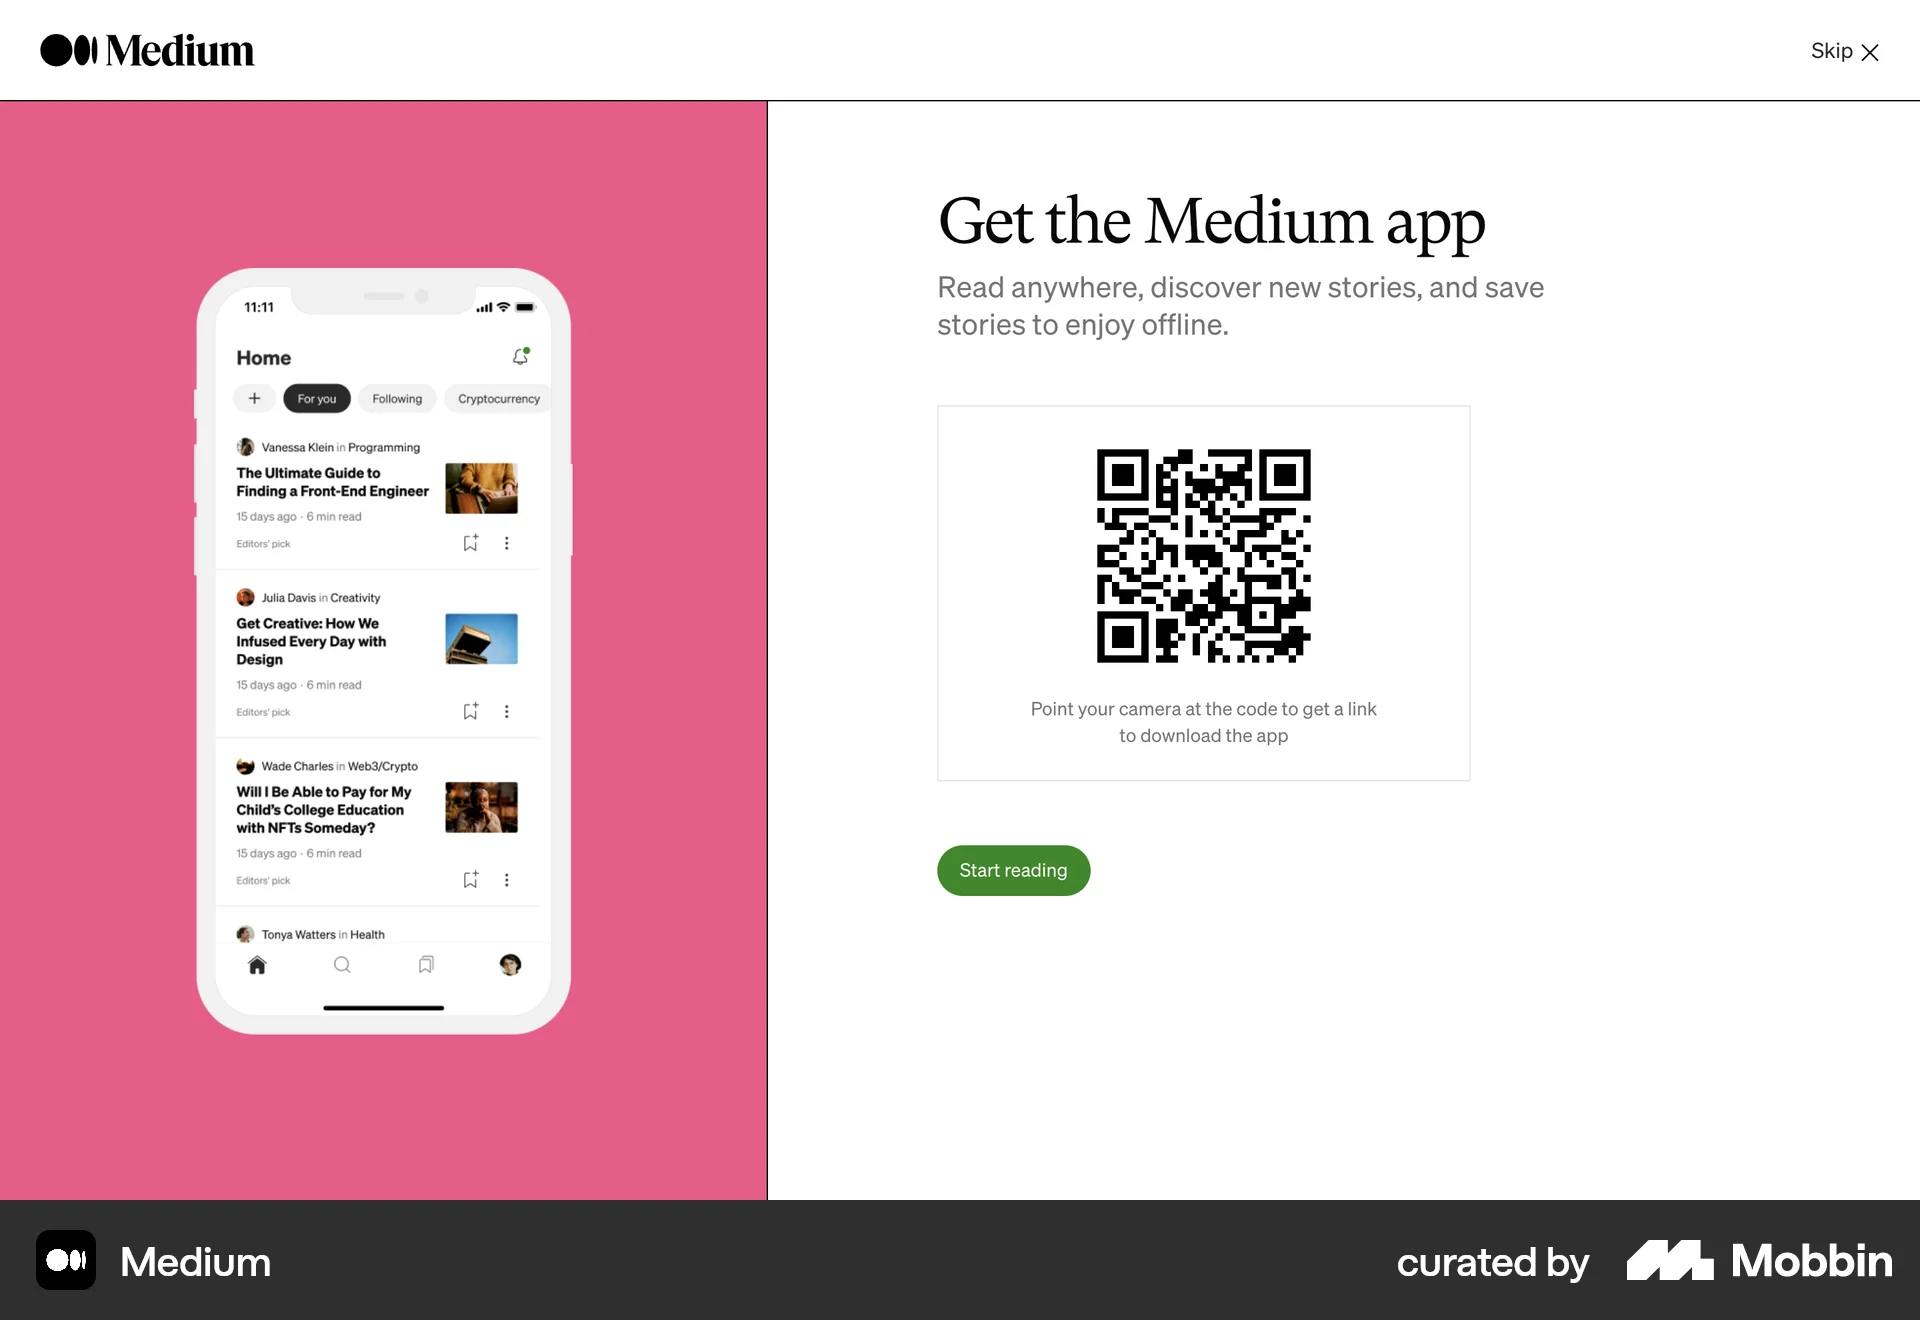 Medium
Skip
11:11
Home
For you
Following
Cryptocurrency
Vanessa Klein in Programming
The Ultimate Guide to
Finding a Front-End Engineer
15 days ago · 6 min read
Editors' pick
Julia Davis in Creativity
Get Creative: How We
Infused Every Day with
Design
15 days ago · 6 min read
Editors' pick
Wade Charles in Web3/Crypto
Will I Be Able to Pay for My
Child's College Education
with NFTs Someday?
15 days ago · 6 min read
Editors' pick
Tonya Watters in Health
Get the Medium app
Read anywhere, discover new stories, and save
stories to enjoy offline.
Point your camera at the code to get a link
to download the app
Start reading
Medium
curated by Mobbin